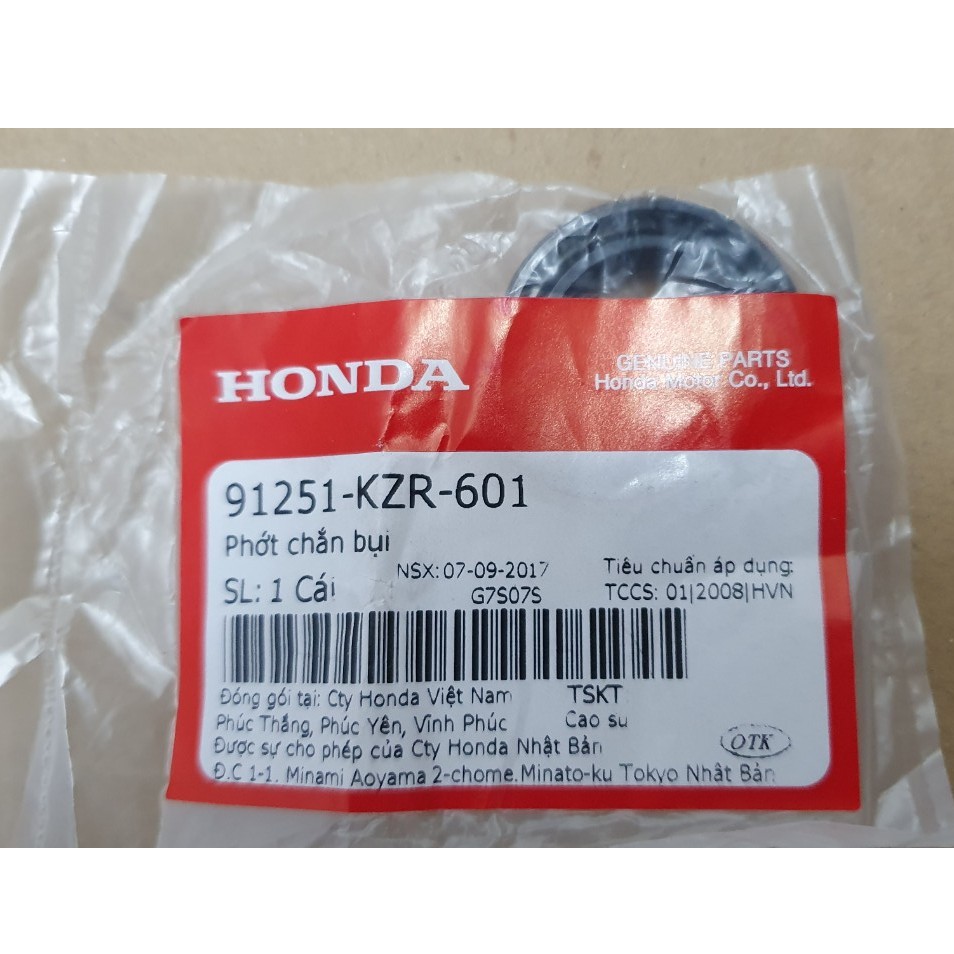 HONDA
GENUINE PARTS
Honda Motor Co., Ltd.
91251-KZR-601
Phớt chắn bụi
SL: 1 Cái
NSX: 07-09-2017
G7S07S
Tiêu chuẩn áp dụng:
TCCS: 01|2008|HVN
Đóng gói tại: Cty Honda Việt Nam
Phúc Thắng, Phúc Yên, Vĩnh Phúc
TSKT
Cao su
Được sự cho phép của Cty Honda Nhật Bản
Đ.C 1-1. Minami Aoyama 2-chome.Minato-ku Tokyo Nhật Bản
OTK